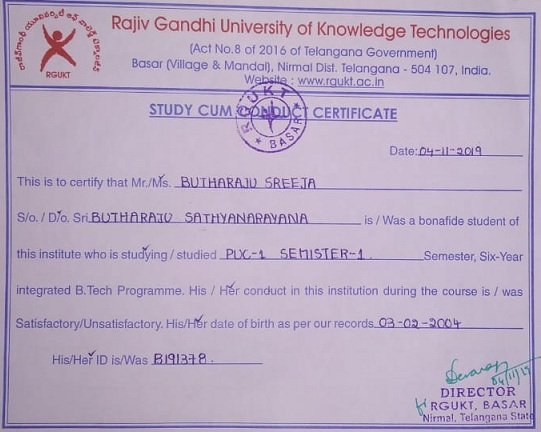 Rajiv Gandhi University of Knowledge Technologies
RGUKT
(Act No.8 of 2016 of Telangana Government)
Basar (Village & Mandal), Nirmal Dist. Telangana - 504 107, India.
Website : www.rgukt.ac.in
STUDY CUM CONDUCT CERTIFICATE
RGUKT
★ BASAR ★
Date: 04-11-2019
This is to certify that Mr./Ms. BUTHARAJU SREEJA
S/o. / D/o. Sri. BUTHARAJU SATHYANARAYANA is / Was a bonafide student of
this institute who is studying / studied PUC-1 SEMISTER-1. Semester, Six-Year
integrated B.Tech Programme. His / Her conduct in this institution during the course is / was
Satisfactory/Unsatisfactory. His/Her date of birth as per our records 03-02-2004
His/Her ID is/Was B191378.
04/11/19
DIRECTOR
RGUKT, BASAR
Nirmal, Telangana State